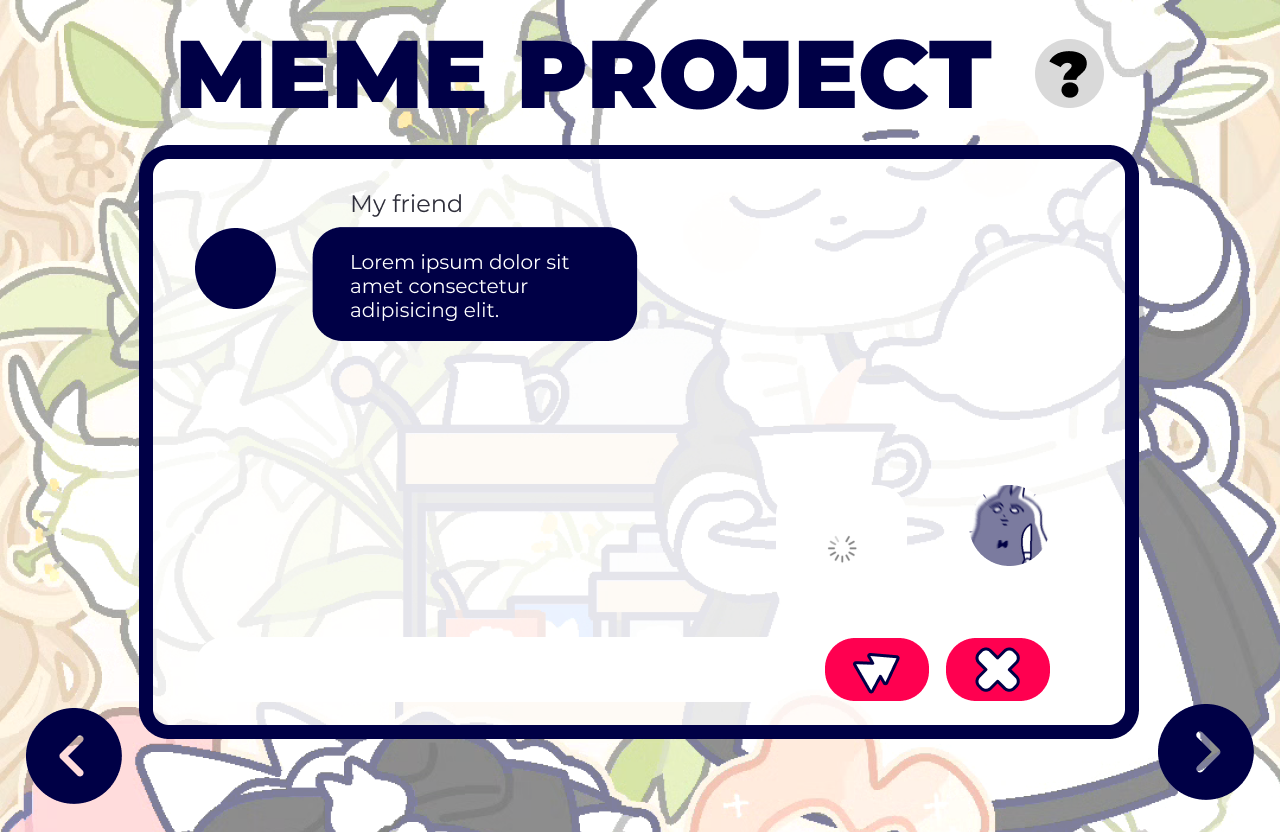 MEME PROJECT ?
My friend
Lorem ipsum dolor sit
amet consectetur
adipisicing elit.